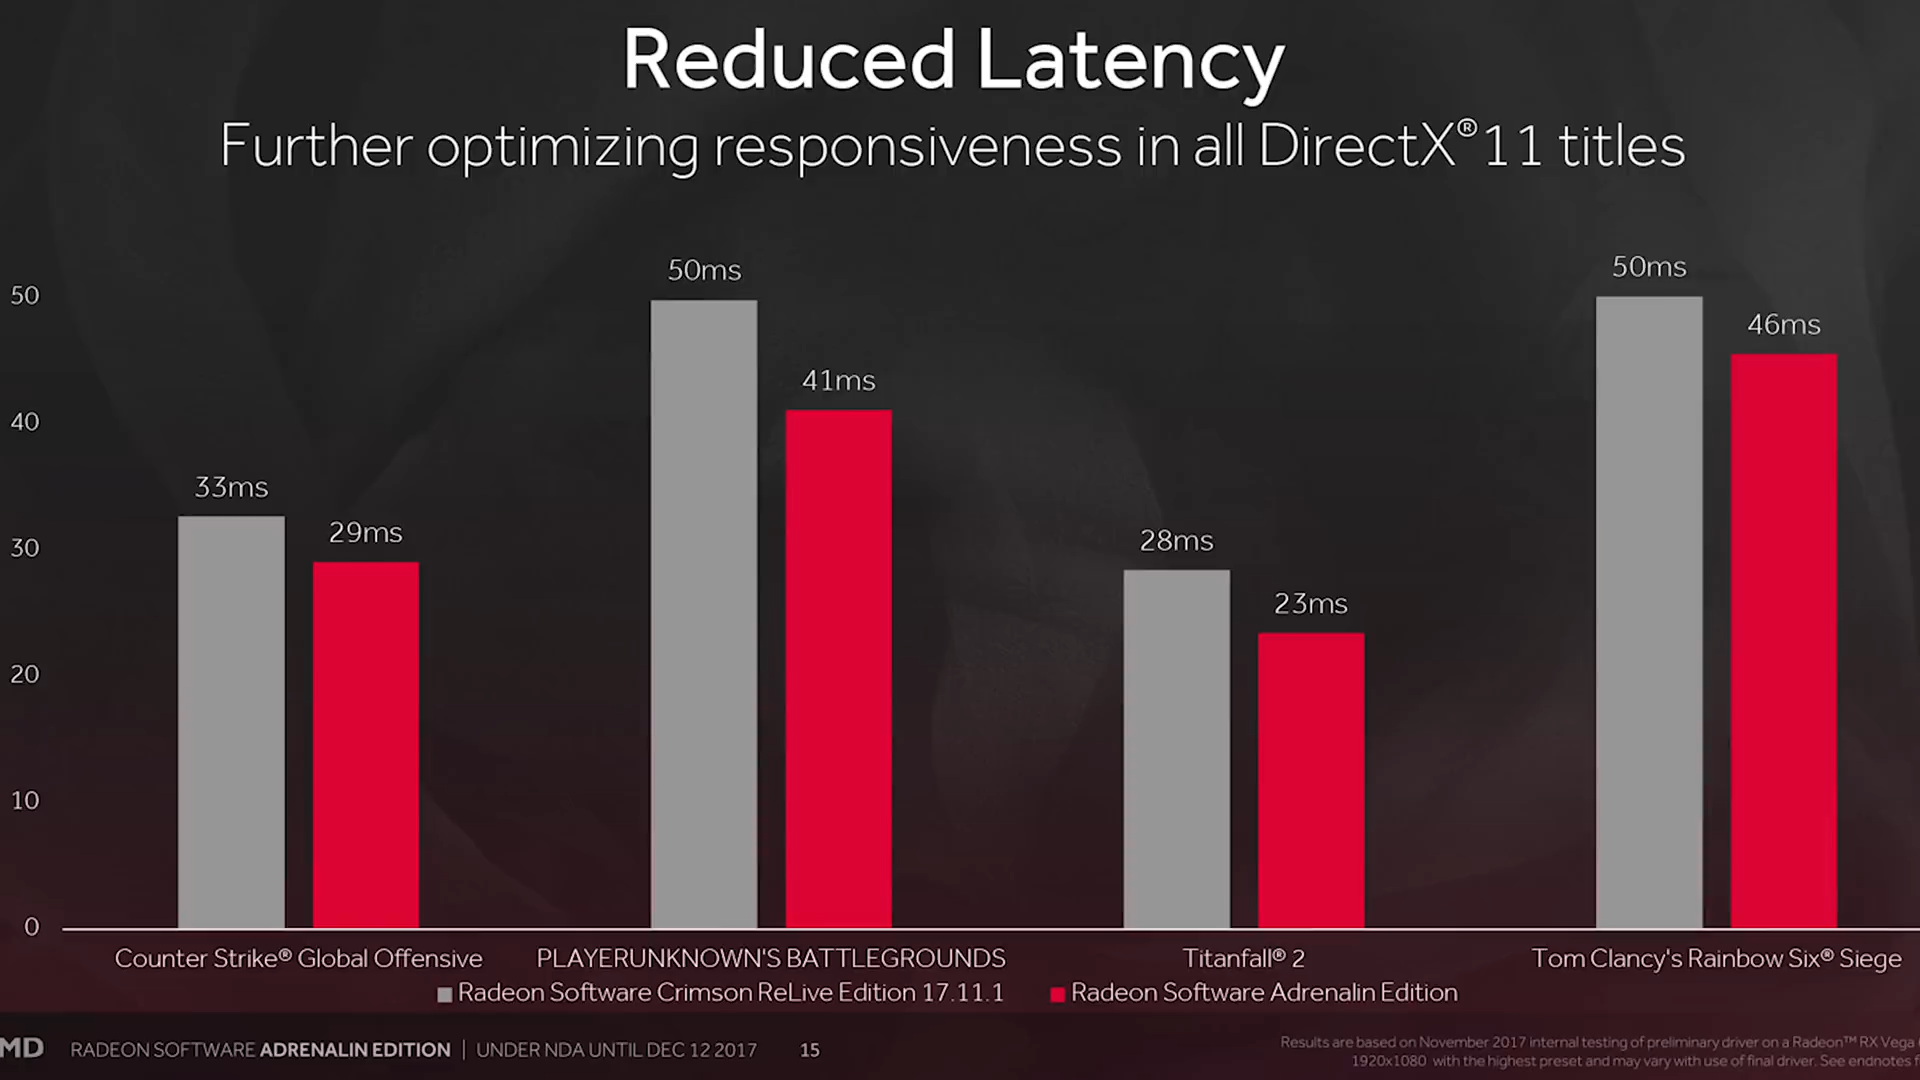 Reduced Latency
Further optimizing responsiveness in all DirectX®11 titles
50
40
30
20
10
0
33ms
29ms
50ms
41ms
28ms
23ms
50ms
46ms
Counter Strike® Global Offensive
PLAYERUNKNOWN'S BATTLEGROUNDS
Titanfall® 2
Tom Clancy's Rainbow Six® Siege
Radeon Software Crimson ReLive Edition 17.11.1
Radeon Software Adrenalin Edition
MD
RADEON SOFTWARE ADRENALIN EDITION | UNDER NDA UNTIL DEC 12 2017 15
Results are based on November 2017 internal testing of preliminary driver on a Radeon™ RX Vega
1920x1080 with the highest preset and may vary with use of final driver. See endnotes